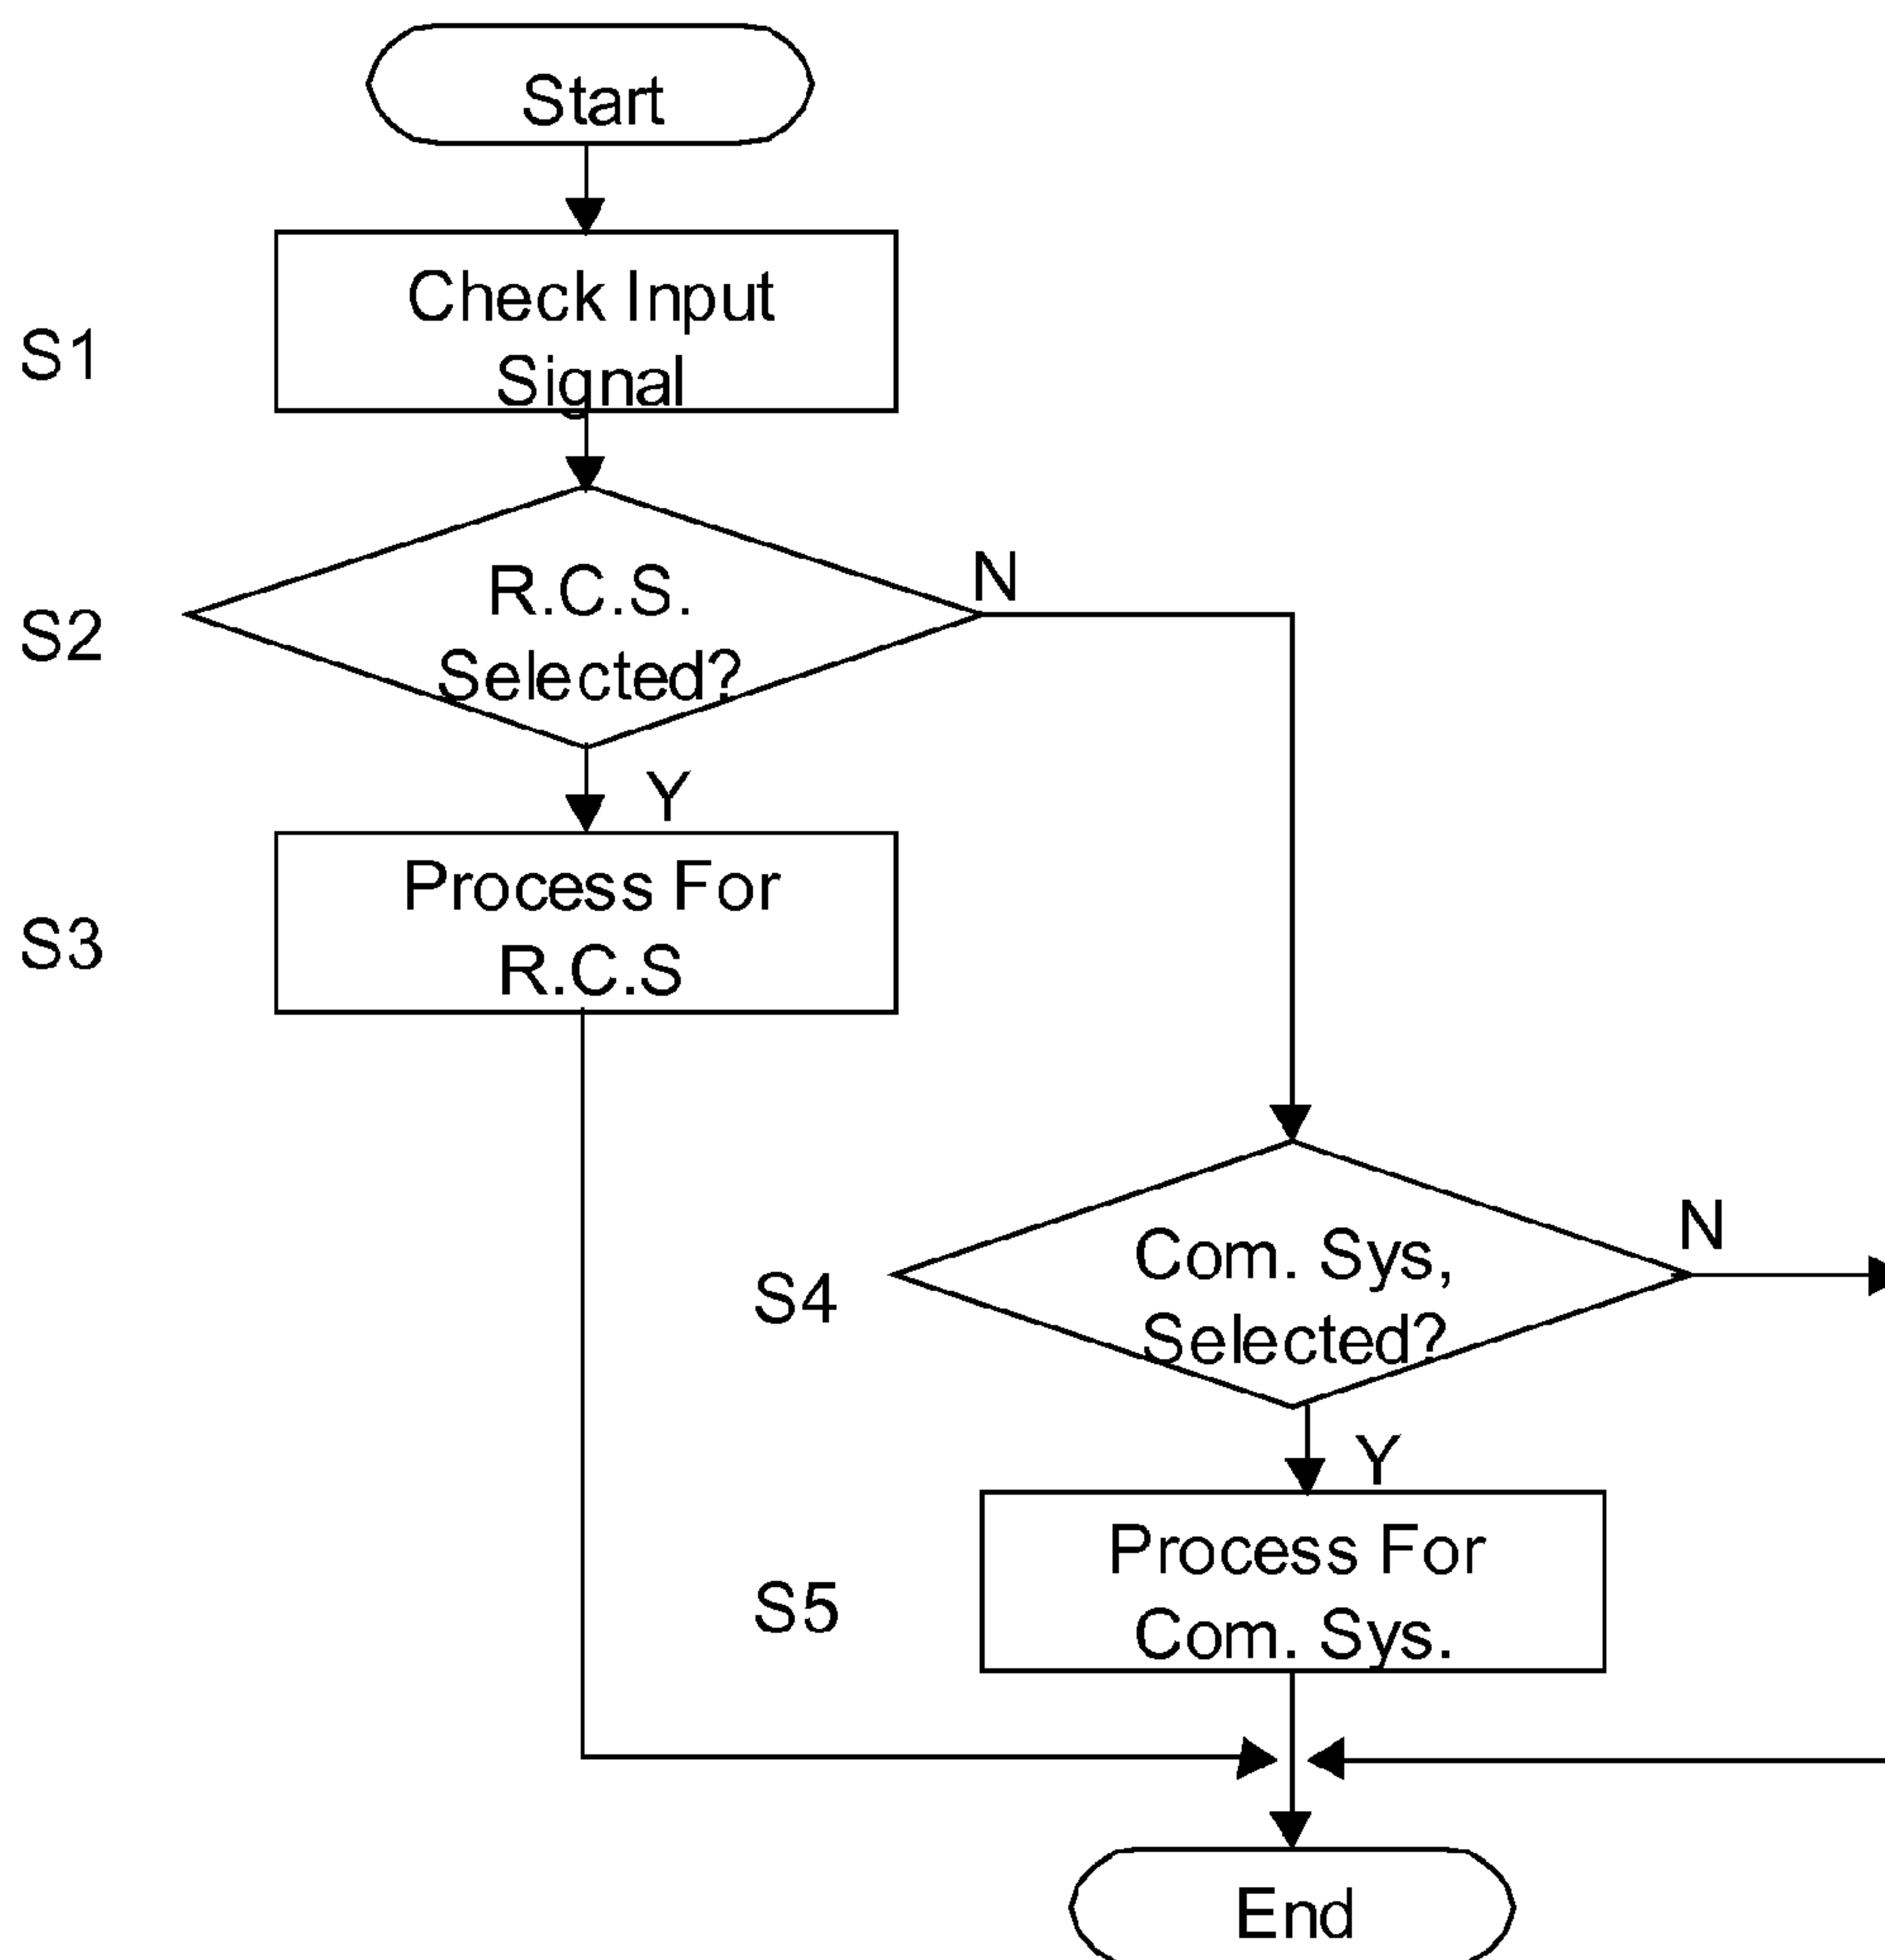 Start
S1
Check Input
Signal
S2
R.C.S.
Selected?
N
Y
S3
Process For
R.C.S
S4
Com. Sys,
Selected?
N
Y
S5
Process For
Com. Sys.
End